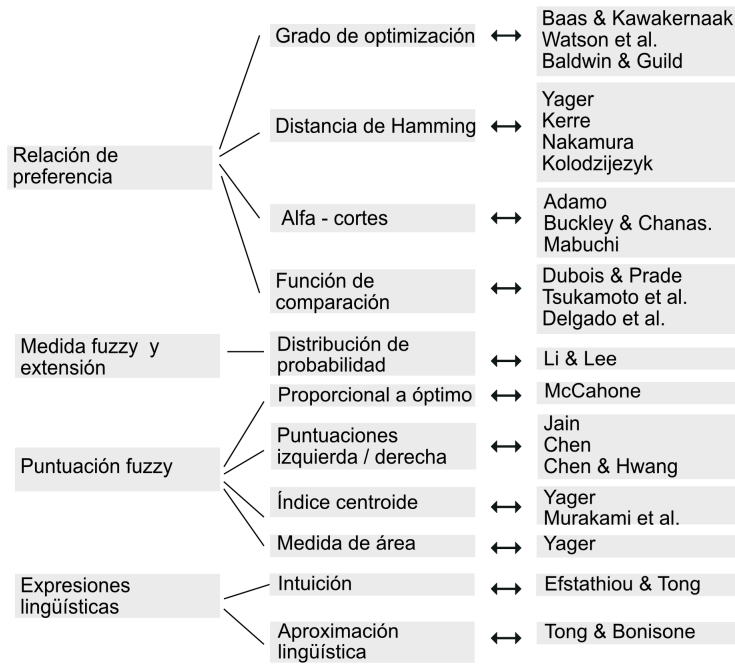 Relación de
preferencia
Grado de optimización
Baas & Kawakernaak
Watson et al.
Baldwin & Guild
Distancia de Hamming
Yager
Kerre
Nakamura
Kolodzijezyk
Alfa - cortes
Adamo
Buckley & Chanas.
Mabuchi
Función de
comparación
Dubois & Prade
Tsukamoto et al.
Delgado et al.
Medida fuzzy y
extensión
Distribución de
probabilidad
Li & Lee
Puntuación fuzzy
Proporcional a óptimo
McCahone
Puntuaciones
izquierda / derecha
Jain
Chen
Chen & Hwang
Índice centroide
Yager
Murakami et al.
Medida de área
Yager
Expresiones
lingüísticas
Intuición
Efstathiou & Tong
Aproximación
lingüística
Tong & Bonisone